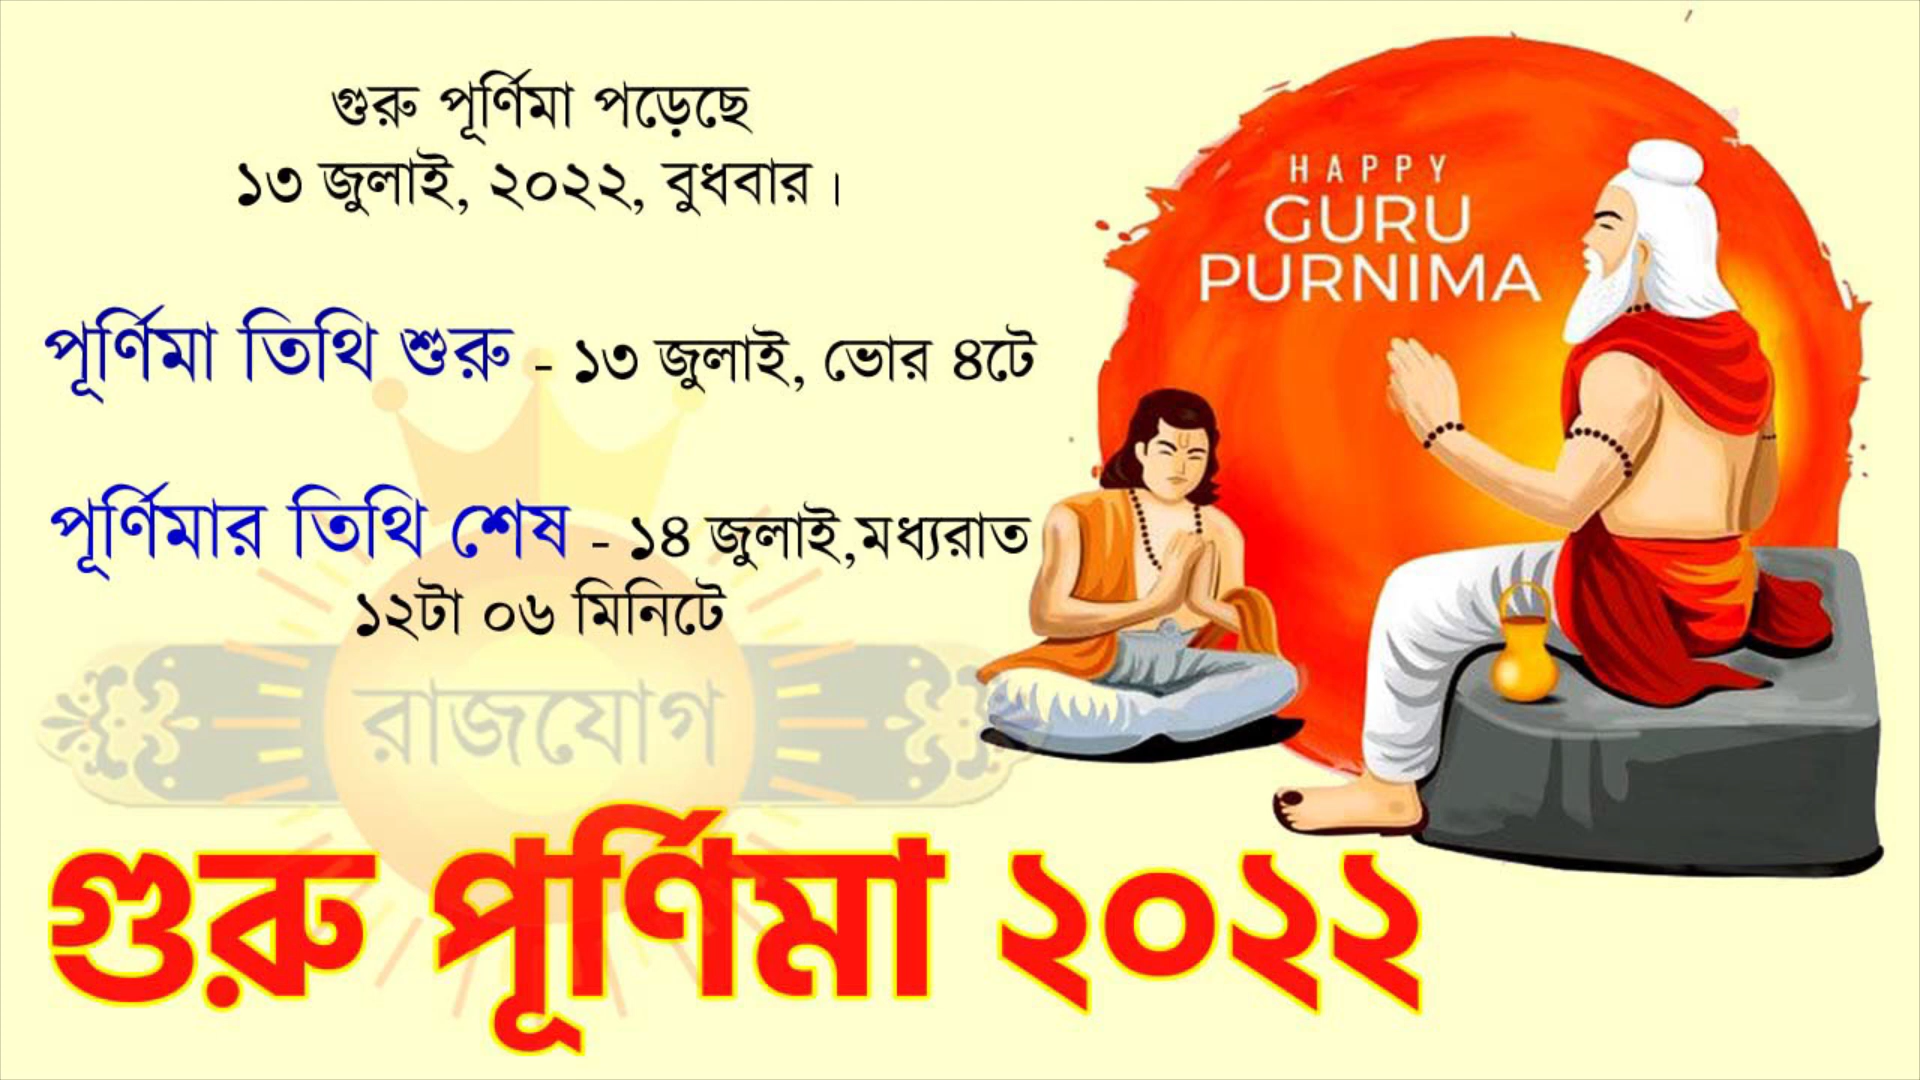 গুরু পূর্ণিমা পড়েছে
১৩ জুলাই, ২০২২, বুধবার।
পূর্ণিমা তিথি শুরু - ১৩ জুলাই, ভোর ৪টে
পূর্ণিমার তিথি শেষ - ১৪ জুলাই,মধ্যরাত
১২টা ০৬ মিনিটে
রাজযোগ
গুরু পূর্ণিমা ২০২২
HAPPY
GURU
PURNIMA